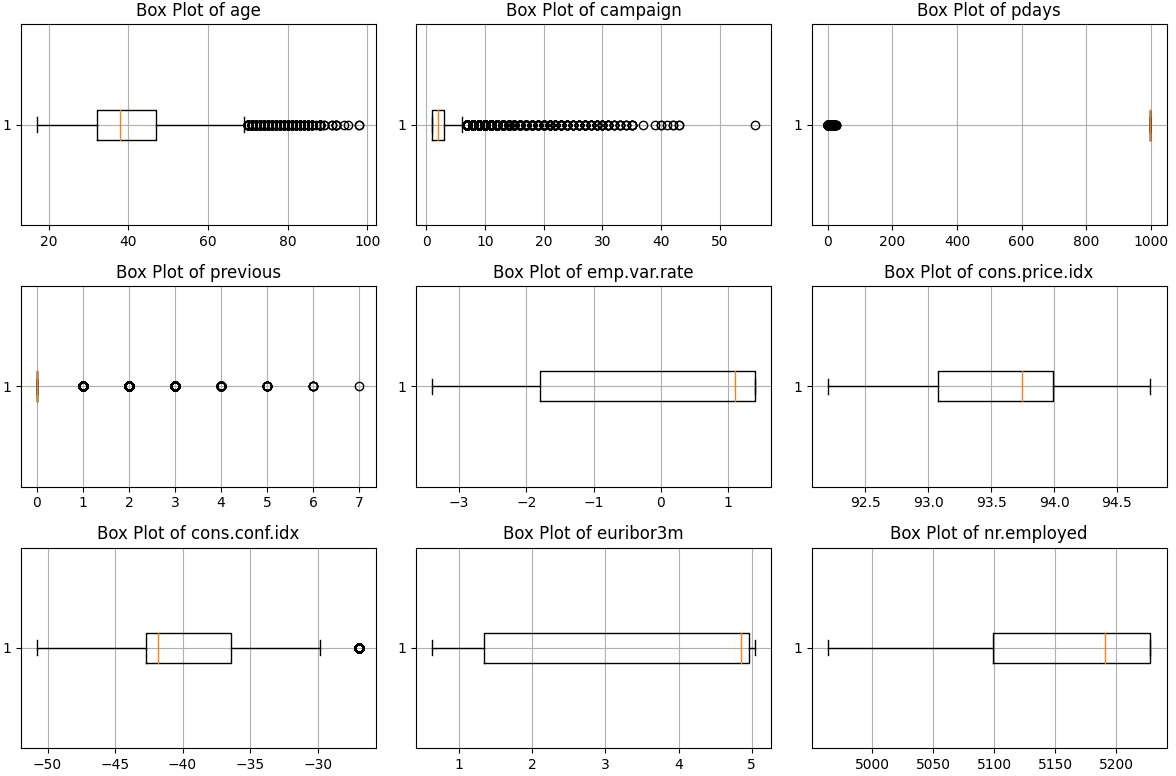 Box Plot of age
1
20 40 60 80 100
Box Plot of campaign
1
0 10 20 30 40 50
Box Plot of pdays
1
0 200 400 600 800 1000
Box Plot of previous
1
0 1 2 3 4 5 6 7
Box Plot of emp.var.rate
1
−3 −2 −1 0 1
Box Plot of cons.price.idx
1
92.5 93.0 93.5 94.0 94.5
Box Plot of cons.conf.idx
1
−50 −45 −40 −35 −30
Box Plot of euribor3m
1
1 2 3 4 5
Box Plot of nr.employed
1
5000 5050 5100 5150 5200